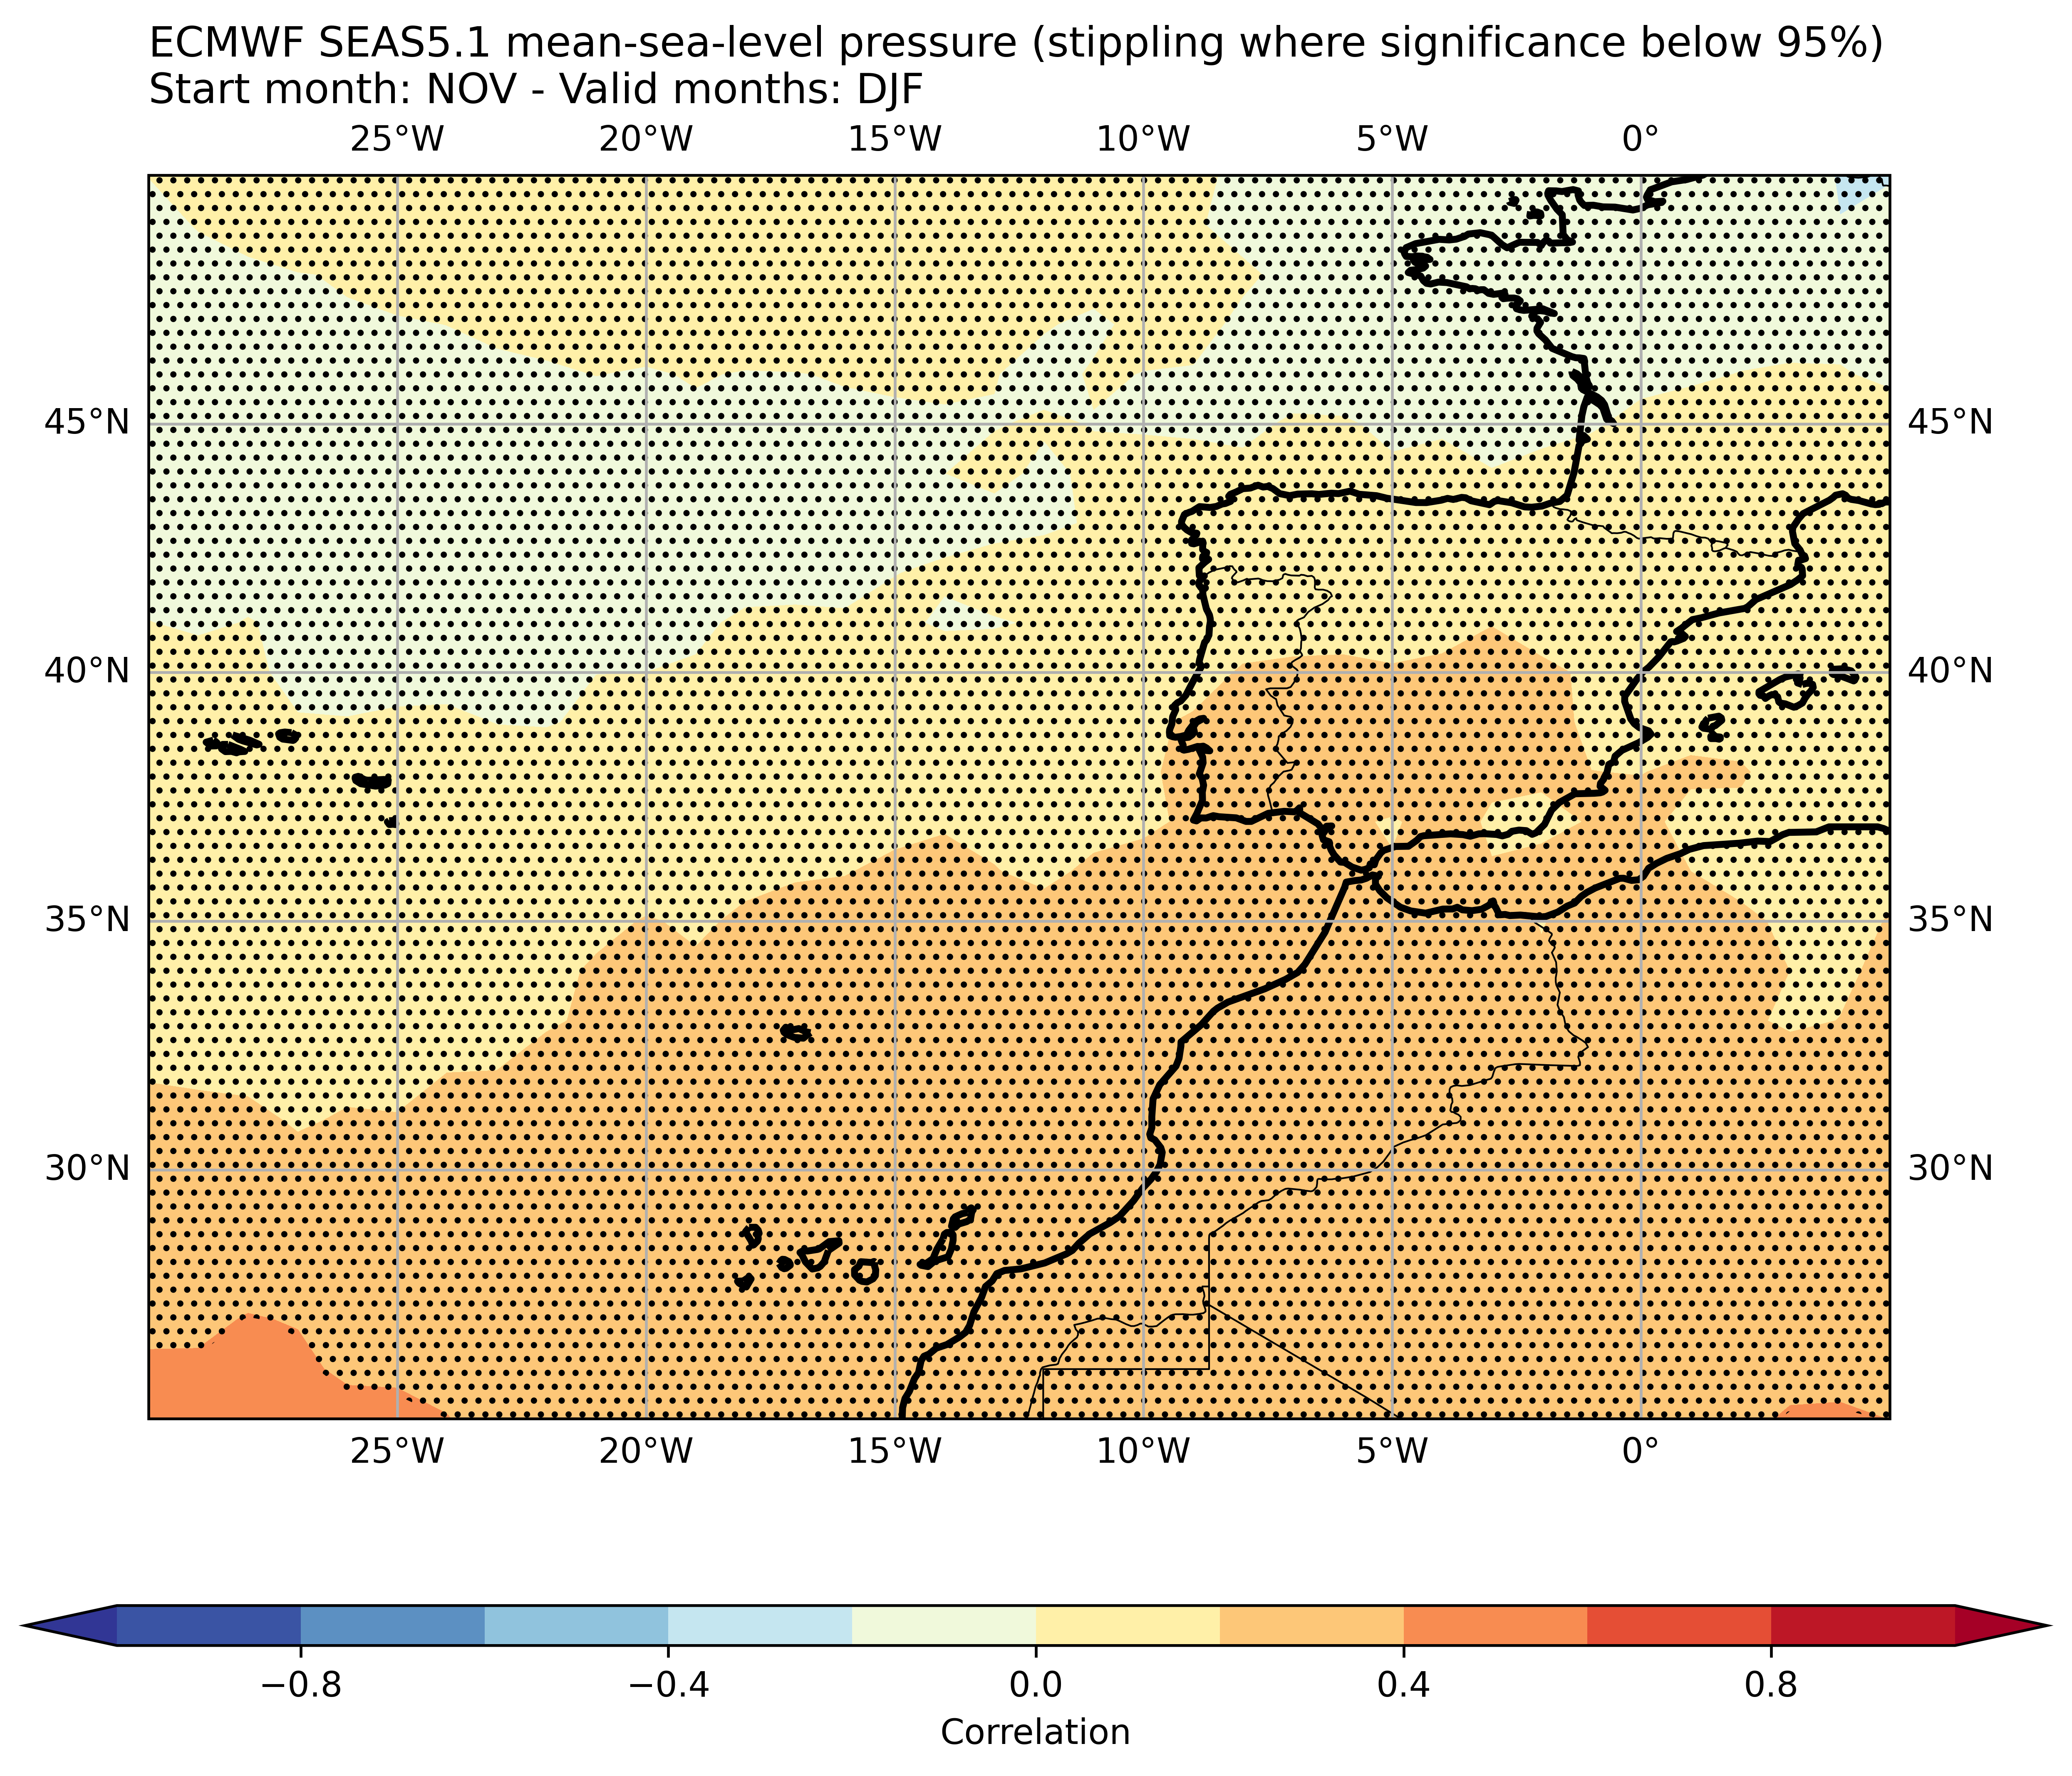 ECMWF SEAS5.1 mean-sea-level pressure (stippling where significance below 95%)
Start month: NOV - Valid months: DJF
25°W 20°W 15°W 10°W 5°W 0°
45°N 45°N
40°N 40°N
35°N 35°N
30°N 30°N
25°W 20°W 15°W 10°W 5°W 0°
−0.8 −0.4 0.0 0.4 0.8
Correlation